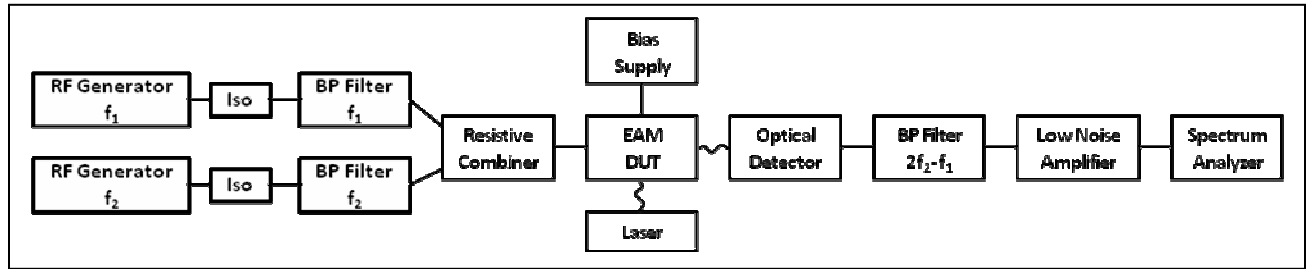 RF Generator
f₁
Iso
BP Filter
f₁
RF Generator
f₂
Iso
BP Filter
f₂
Resistive
Combiner
Bias
Supply
EAM
DUT
Laser
Optical
Detector
BP Filter
2f₂-f₁
Low Noise
Amplifier
Spectrum
Analyzer